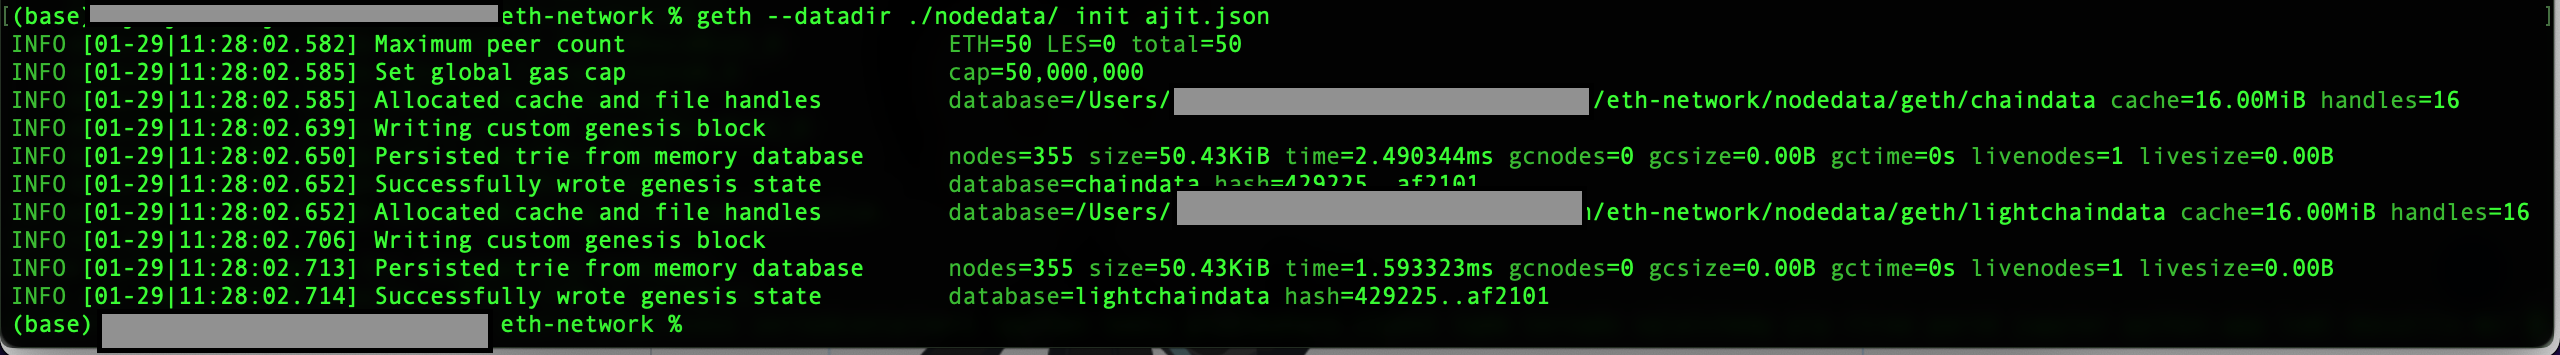 [(base) eth-network % geth --datadir ./nodedata/ init ajit.json ]
INFO [01-29|11:28:02.582] Maximum peer count ETH=50 LES=0 total=50
INFO [01-29|11:28:02.585] Set global gas cap cap=50,000,000
INFO [01-29|11:28:02.585] Allocated cache and file handles database=/Users/ /eth-network/nodedata/geth/chaindata cache=16.00MiB handles=16
INFO [01-29|11:28:02.639] Writing custom genesis block
INFO [01-29|11:28:02.650] Persisted trie from memory database nodes=355 size=50.43KiB time=2.490344ms gcnodes=0 gcsize=0.00B gctime=0s livenodes=1 livesize=0.00B
INFO [01-29|11:28:02.652] Successfully wrote genesis state database=chaindata hash=429225..af2101
INFO [01-29|11:28:02.652] Allocated cache and file handles database=/Users/ /eth-network/nodedata/geth/lightchaindata cache=16.00MiB handles=16
INFO [01-29|11:28:02.706] Writing custom genesis block
INFO [01-29|11:28:02.713] Persisted trie from memory database nodes=355 size=50.43KiB time=1.593323ms gcnodes=0 gcsize=0.00B gctime=0s livenodes=1 livesize=0.00B
INFO [01-29|11:28:02.714] Successfully wrote genesis state database=lightchaindata hash=429225..af2101
(base) eth-network %